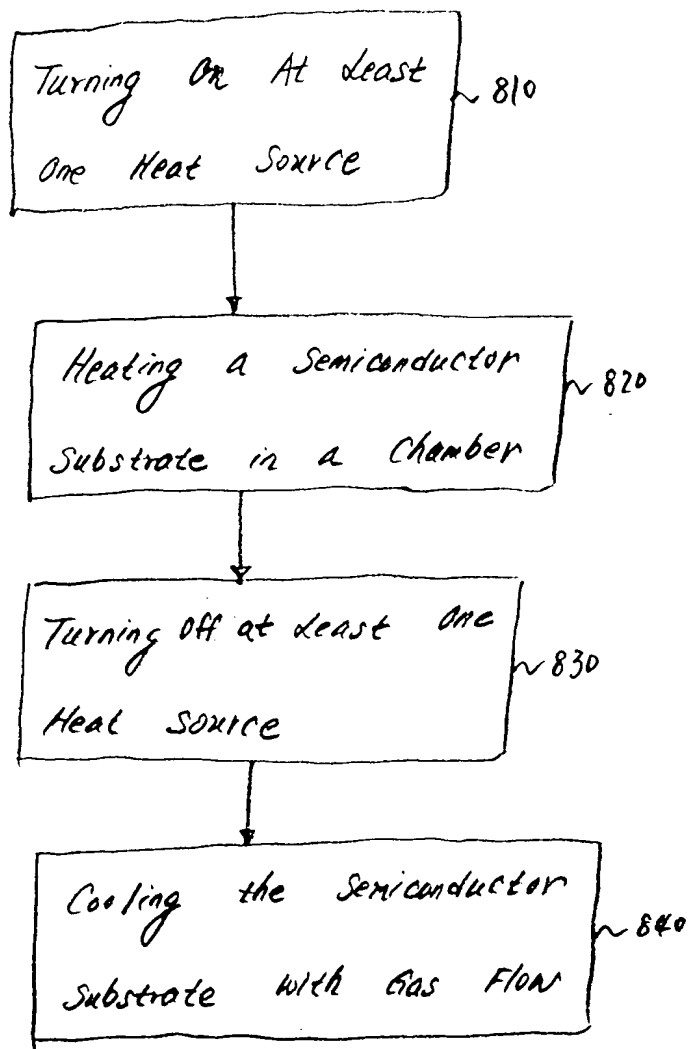 Turning On At Least
810
One Heat Source
Heating a Semiconductor
820
Substrate in a Chamber
Turning Off at Least One
830
Heat Source
Cooling the Semiconductor
840
Substrate with Gas Flow